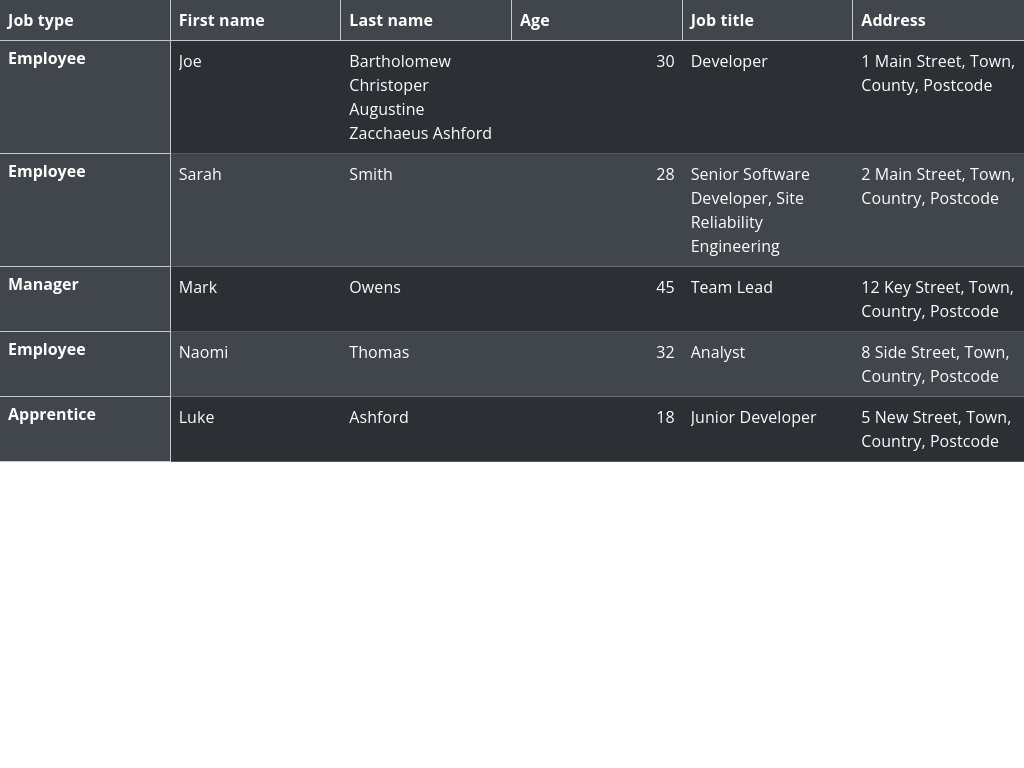 Job type First name Last name Age Job title Address
Employee Joe Bartholomew 30 Developer 1 Main Street, Town,
Christoper County, Postcode
Augustine
Zacchaeus Ashford
Employee Sarah Smith 28 Senior Software 2 Main Street, Town,
Developer, Site Country, Postcode
Reliability
Engineering
Manager Mark Owens 45 Team Lead 12 Key Street, Town,
Country, Postcode
Employee Naomi Thomas 32 Analyst 8 Side Street, Town,
Country, Postcode
Apprentice Luke Ashford 18 Junior Developer 5 New Street, Town,
Country, Postcode